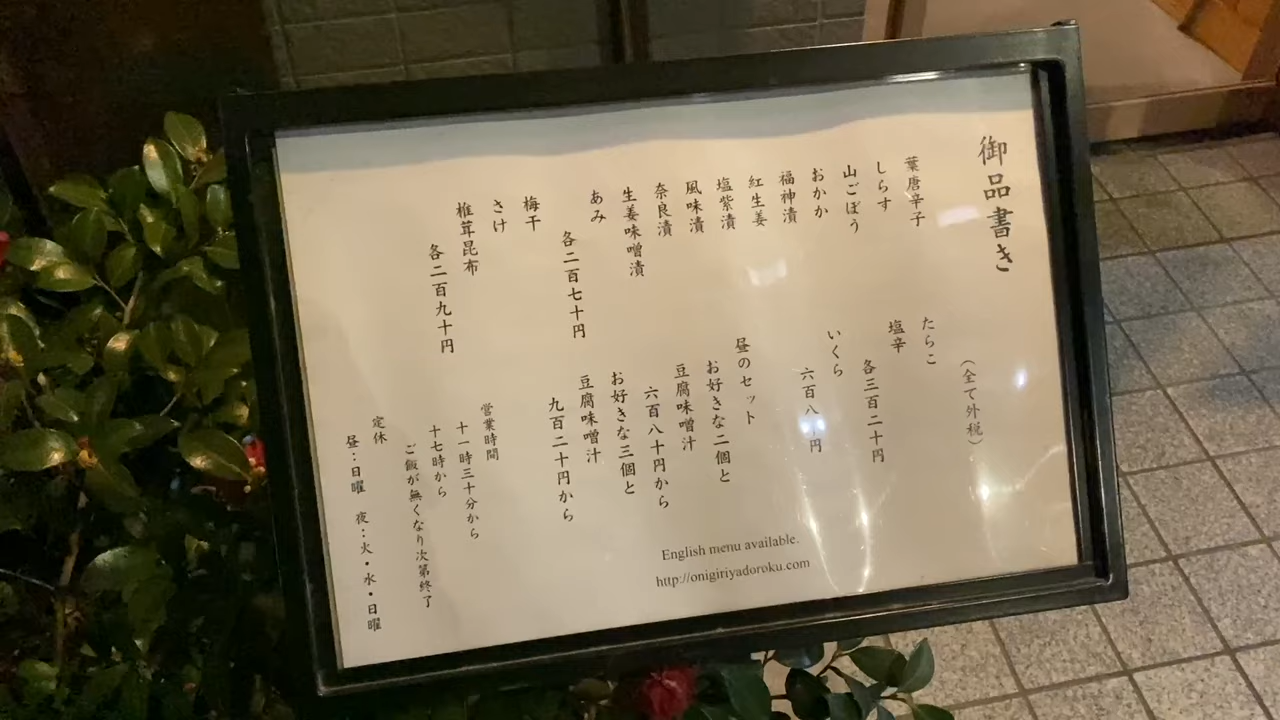 御品書き
葉唐辛子
しらす
山ごぼう
おかか
福神漬
紅生姜
塩紫漬
風味漬
奈良漬
生姜味噌漬
あみ
各二百七十円
梅干
さけ
椎茸昆布
各二百九十円
(全て外税)
たらこ
塩辛
各三百二十円
いくら
六百八十円
昼のセット
お好きな二個と
豆腐味噌汁
六百八十円から
お好きな三個と
豆腐味噌汁
九百二十円から
営業時間
十一時三十分から
十七時から
ご飯が無くなり次第終了
定休
昼:日曜 夜:火・水・日曜
English menu available.
http://onigiriyadoroku.com